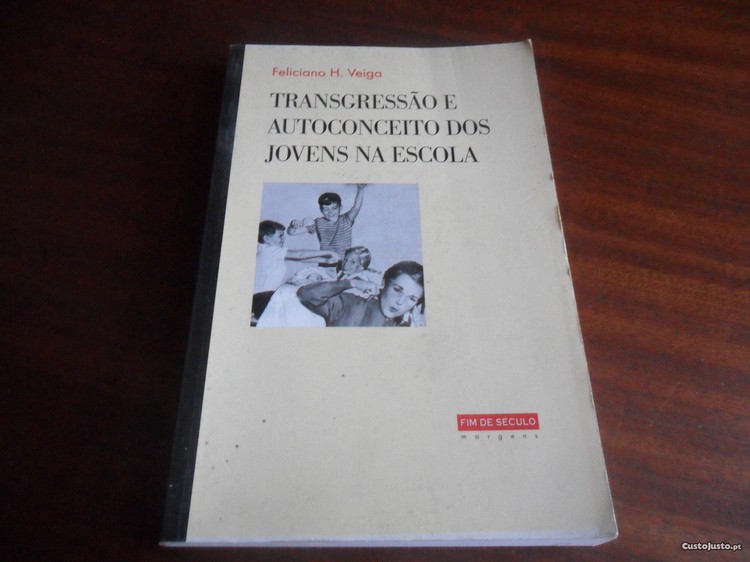 Feliciano H. Veiga
TRANSGRESSÃO E
AUTOCONCEITO DOS
JOVENS NA ESCOLA
FIM DE SÉCULO
margens
CustoJusto.pt